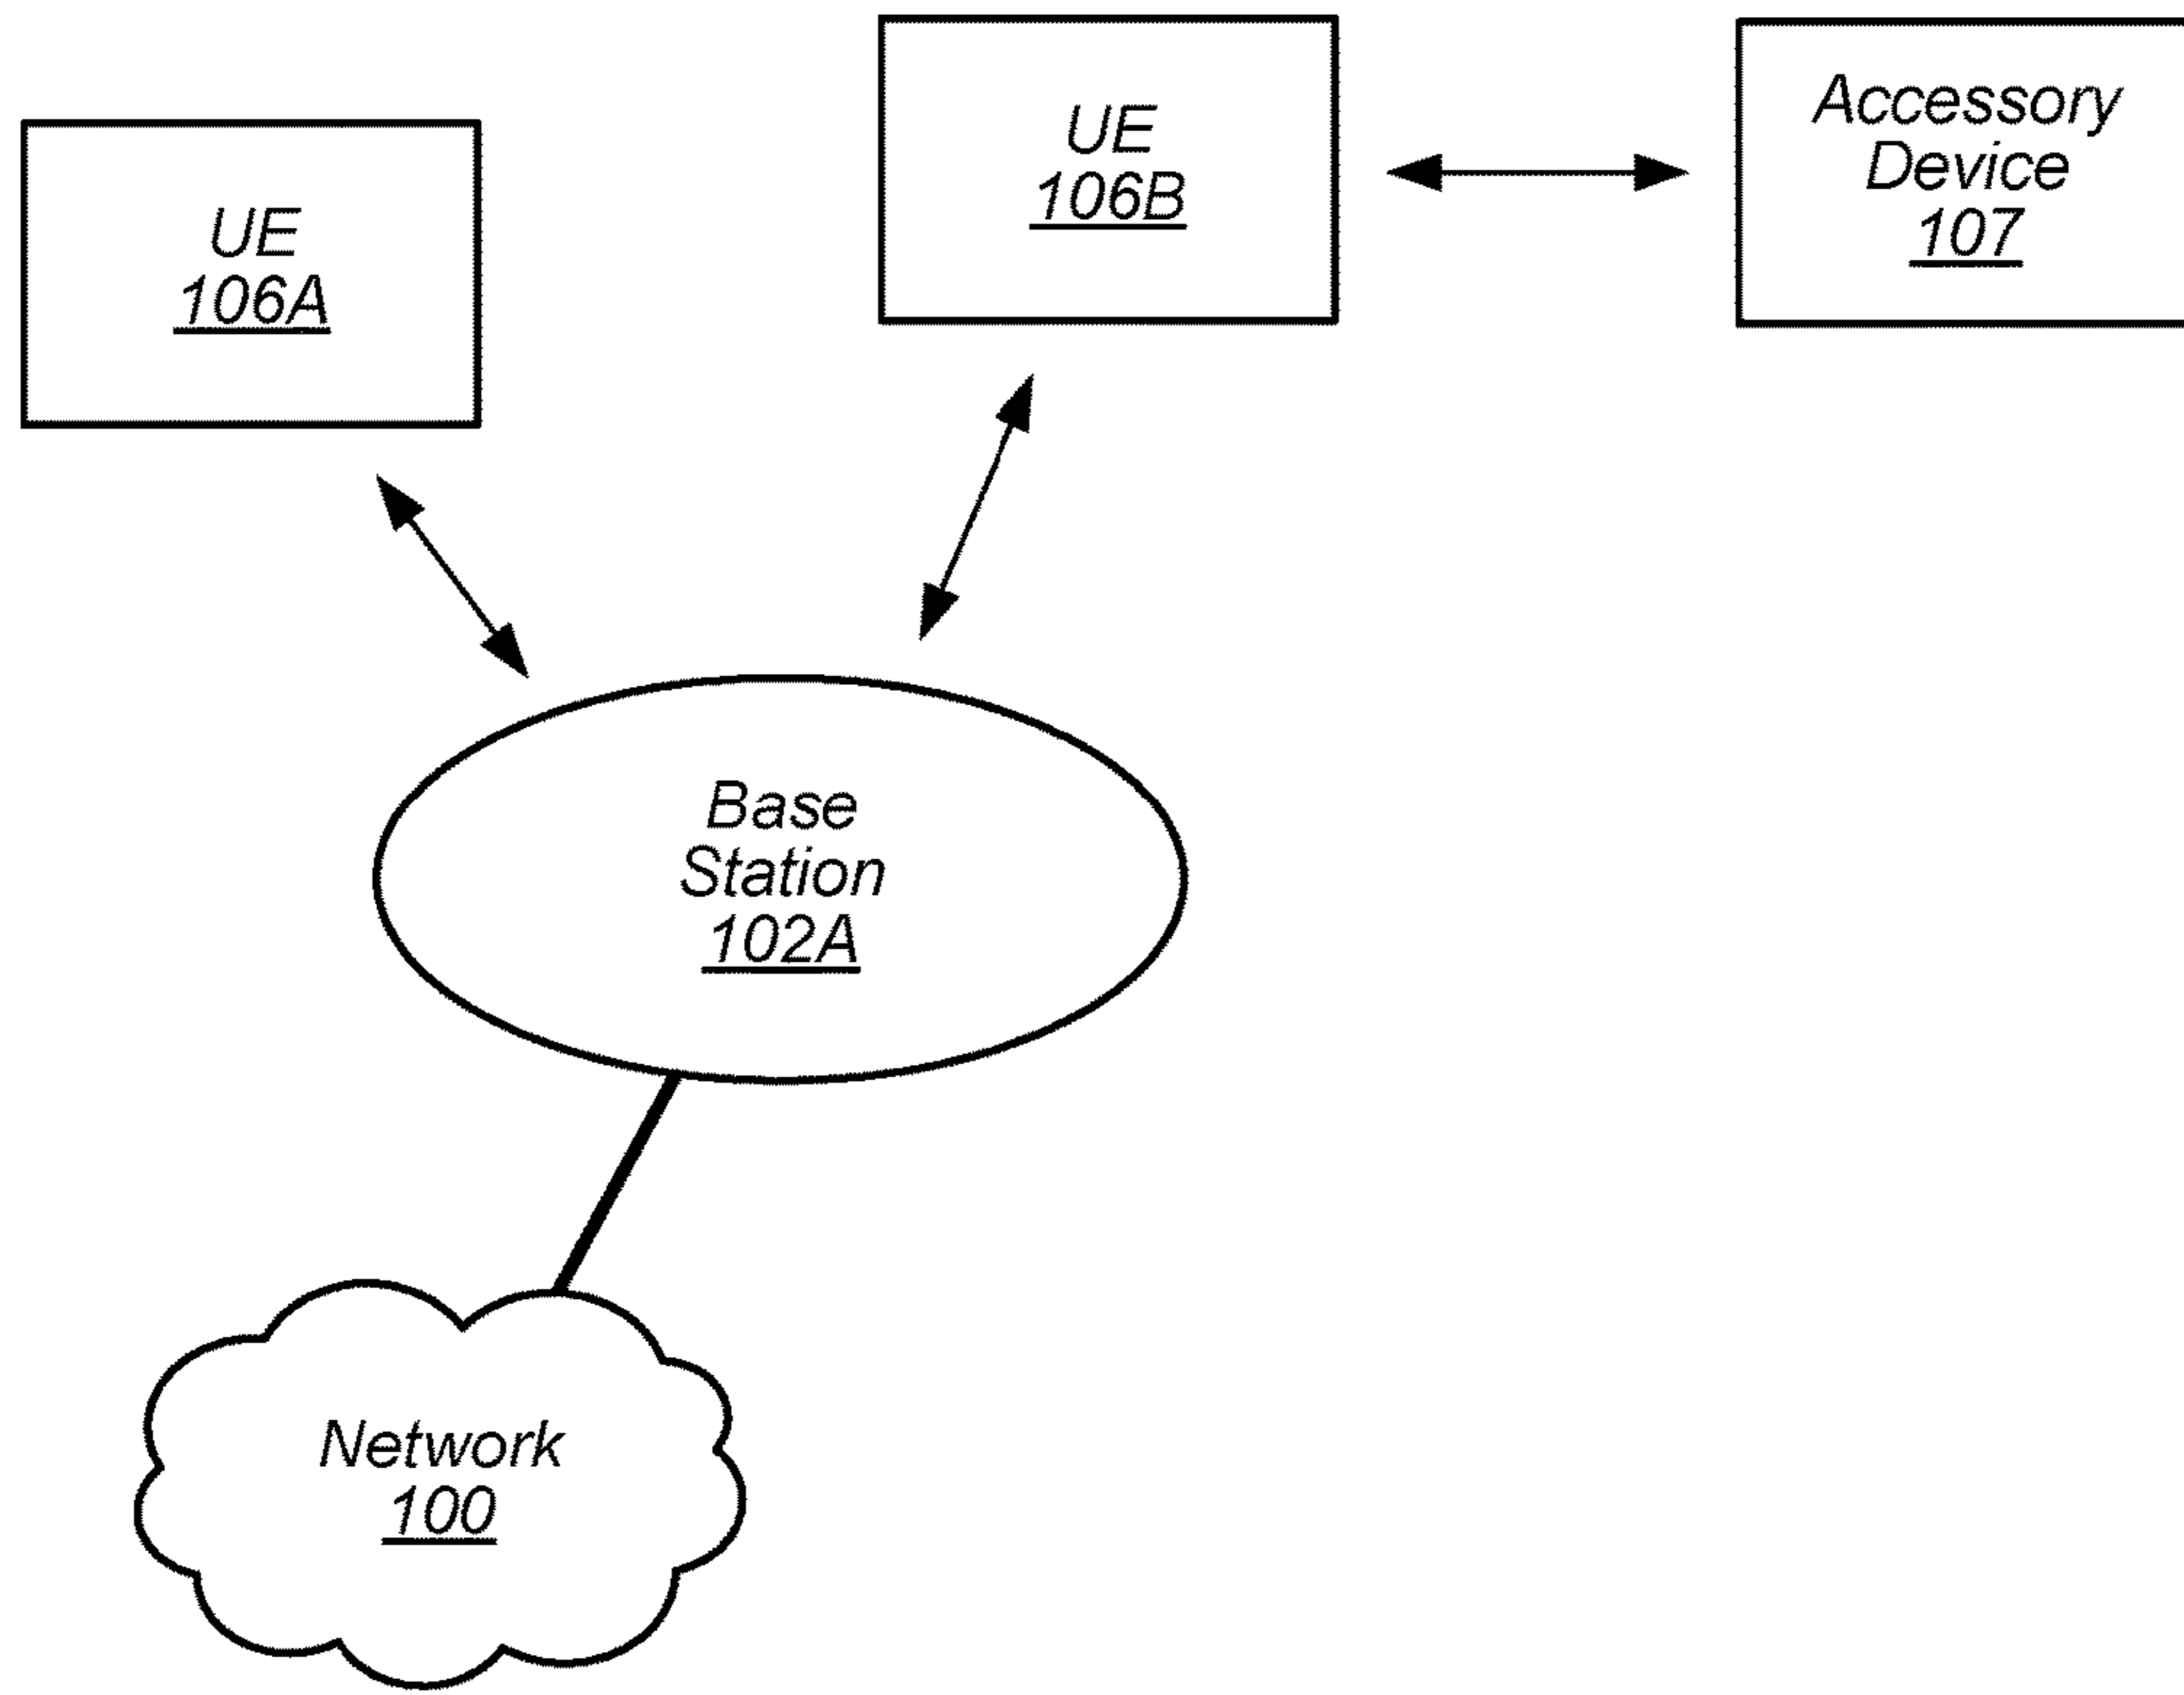 UE
106A
UE
106B
Accessory
Device
107
Base
Station
102A
Network
100